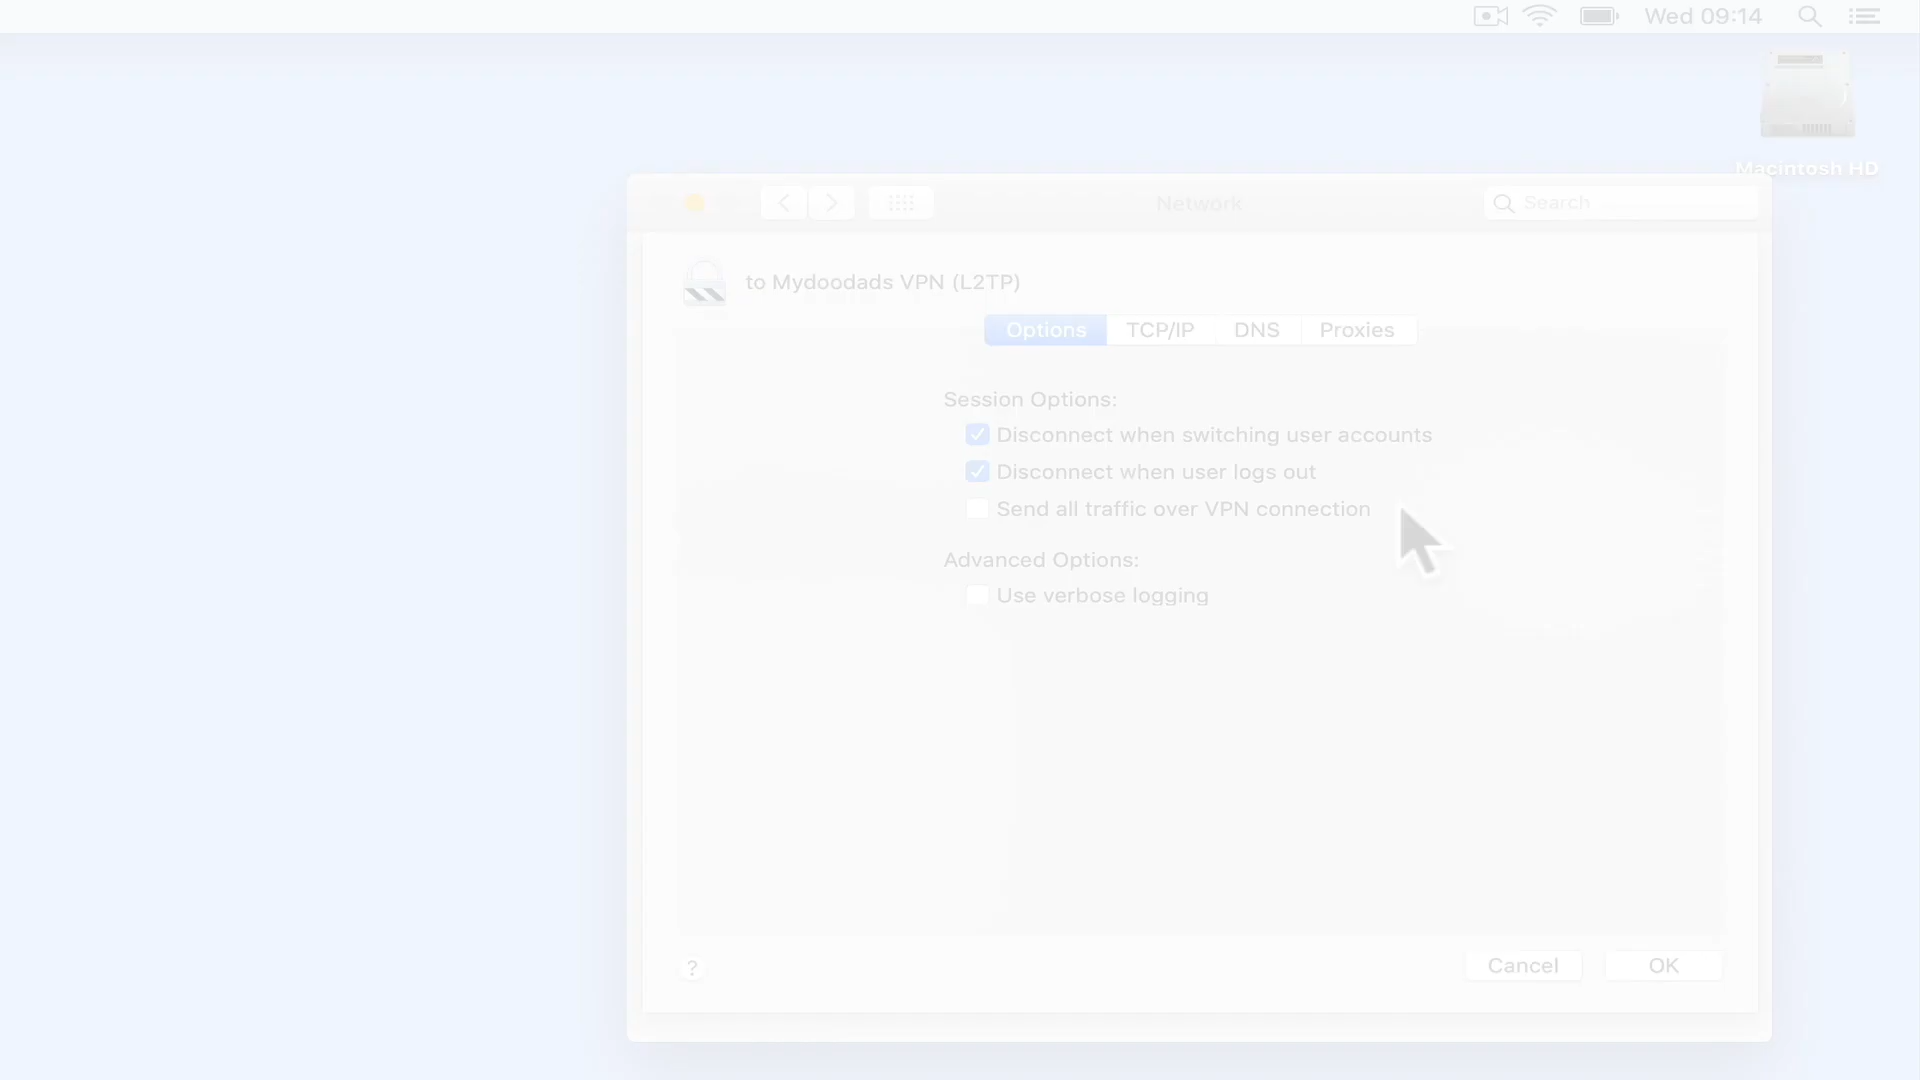 Wed 09:14
Macintosh HD
Network
Search
to Mydoodads VPN (L2TP)
Options TCP/IP DNS Proxies
Session Options:
Disconnect when switching user accounts
Disconnect when user logs out
Send all traffic over VPN connection
Advanced Options:
Use verbose logging
? Cancel OK